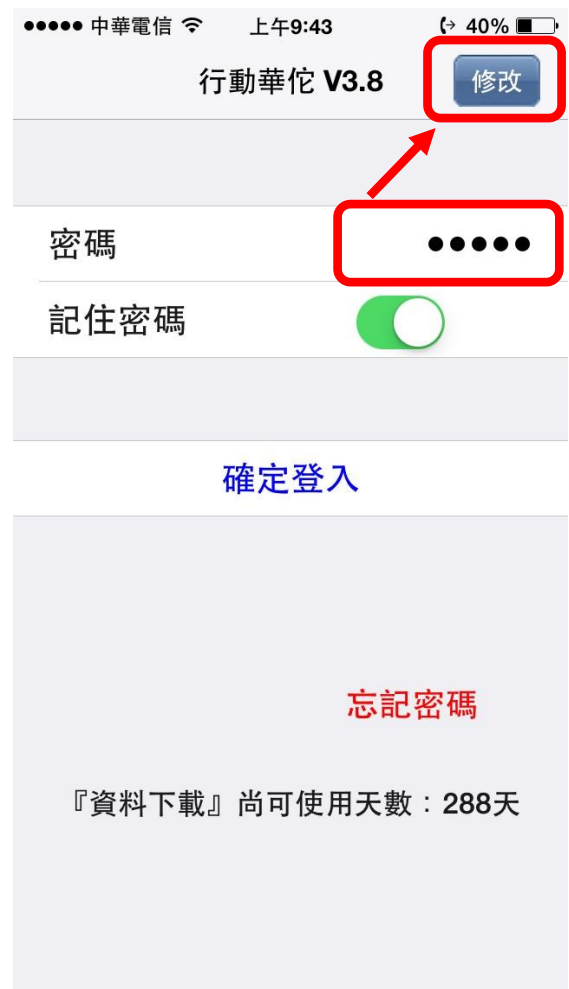 ●●●●● 中華電信 上午9:43 40%
行動華佗 V3.8 修改
密碼 ●●●●●
記住密碼
確定登入
忘記密碼
『資料下載』尚可使用天數：288天